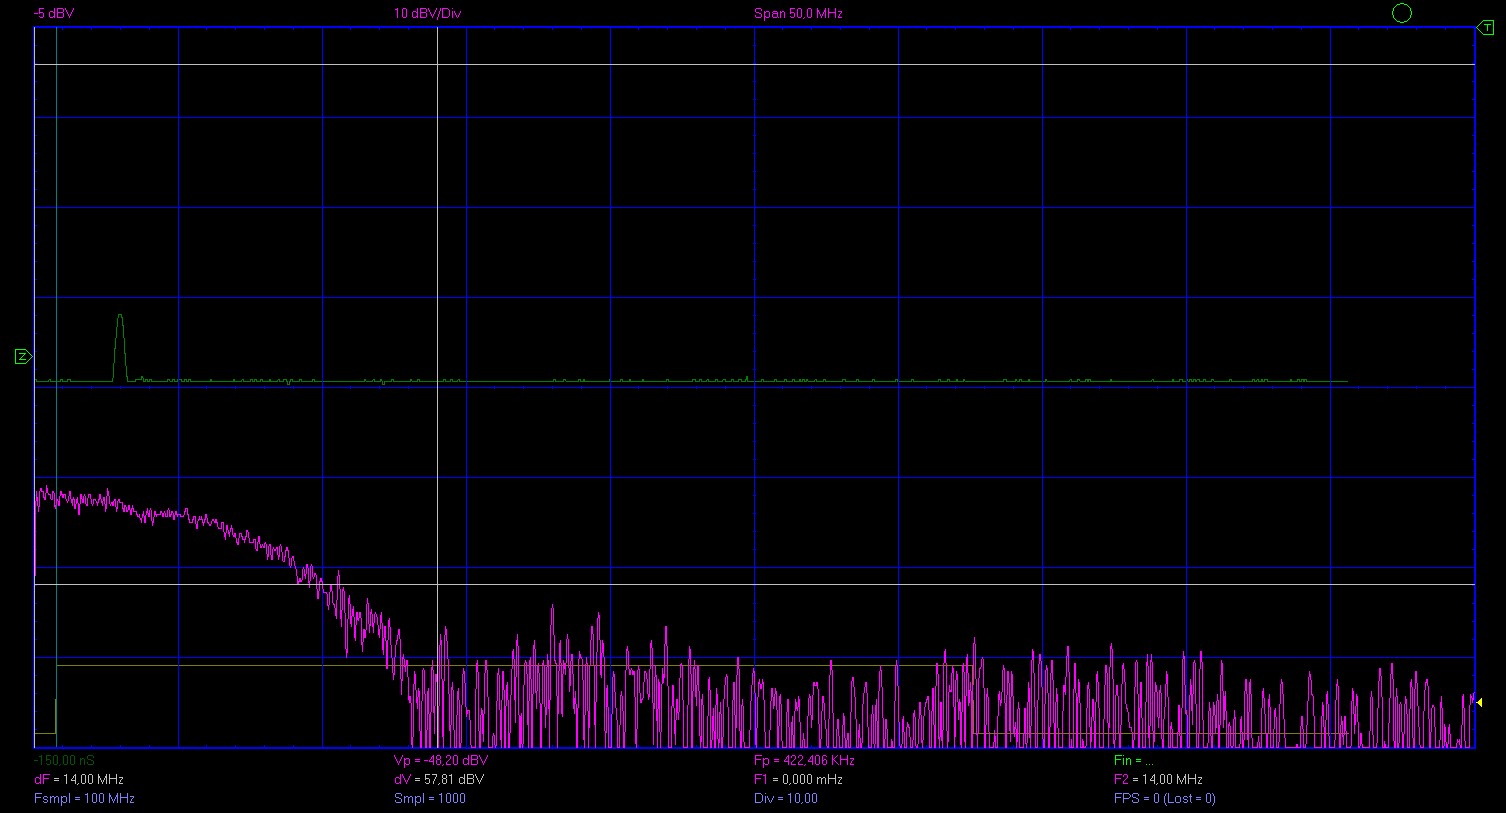 -5 dBV 10 dBV/Div Span 50,0 MHz
T
Z
-150,00 nS Vp = -48,20 dBV Fp = 422,406 KHz Fin = ...
dF = 14,00 MHz dV = 57,81 dBV F1 = 0,000 mHz F2 = 14,00 MHz
Fsmpl = 100 MHz Smpl = 1000 Div = 10,00 FPS = 0 (Lost = 0)